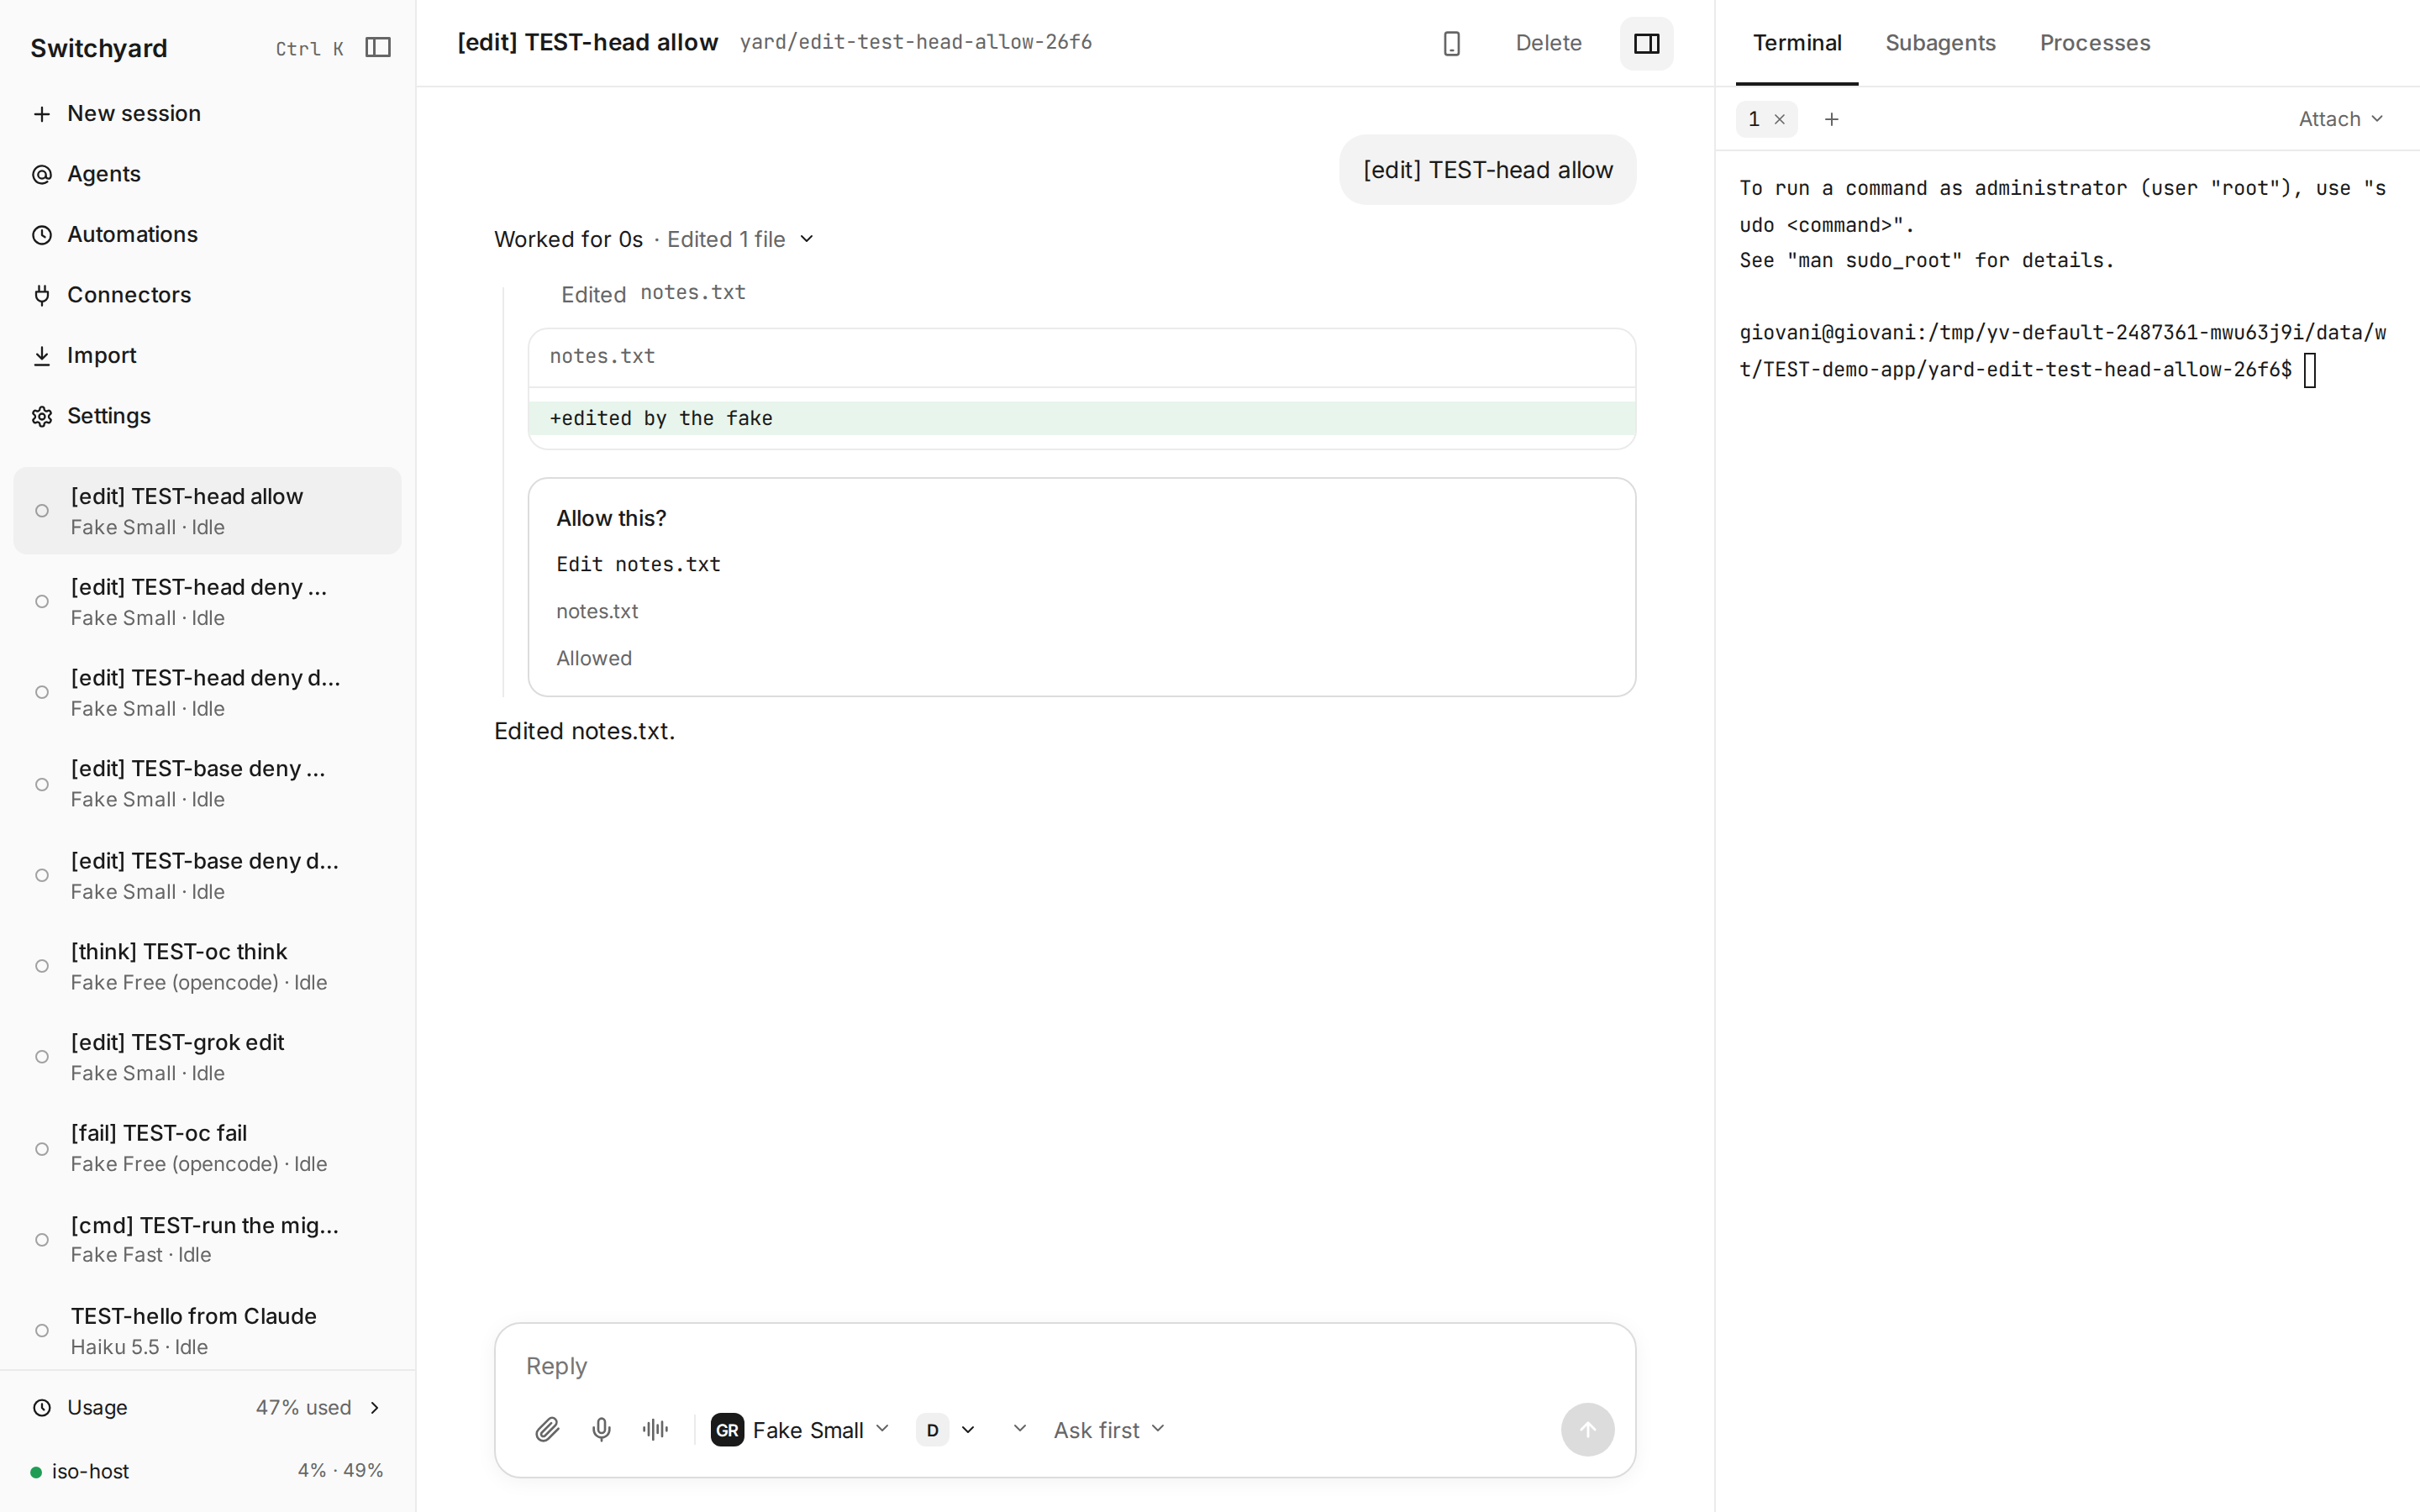 Switchyard
Ctrl K
New session
Agents
Automations
Connectors
Import
Settings
[edit] TEST-head allow
Fake Small · Idle
[edit] TEST-head deny ...
Fake Small · Idle
[edit] TEST-head deny d...
Fake Small · Idle
[edit] TEST-base deny ...
Fake Small · Idle
[edit] TEST-base deny d...
Fake Small · Idle
[think] TEST-oc think
Fake Free (opencode) · Idle
[edit] TEST-grok edit
Fake Small · Idle
[fail] TEST-oc fail
Fake Free (opencode) · Idle
[cmd] TEST-run the mig...
Fake Fast · Idle
TEST-hello from Claude
Haiku 5.5 · Idle
Usage 47% used
iso-host 4% · 49%
[edit] TEST-head allow yard/edit-test-head-allow-26f6
Delete
[edit] TEST-head allow
Worked for 0s · Edited 1 file
Edited notes.txt
notes.txt
+edited by the fake
Allow this?
Edit notes.txt
notes.txt
Allowed
Edited notes.txt.
Reply
GR Fake Small D Ask first
Terminal Subagents Processes
1 × + Attach
To run a command as administrator (user "root"), use "s
udo <command>".
See "man sudo_root" for details.
giovani@giovani:/tmp/yv-default-2487361-mwu63j9i/data/w
t/TEST-demo-app/yard-edit-test-head-allow-26f6$